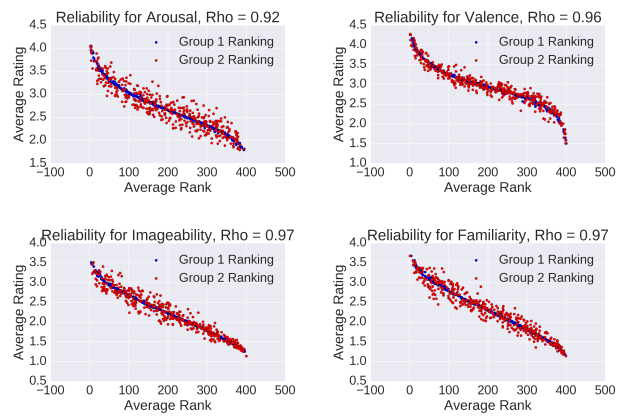 Reliability for Arousal, Rho = 0.92
4.5
4.0
3.5
3.0
2.5
2.0
1.5
Average Rating
Group 1 Ranking
Group 2 Ranking
−100 0 100 200 300 400 500
Average Rank
Reliability for Valence, Rho = 0.96
4.5
4.0
3.5
3.0
2.5
2.0
1.5
1.0
Average Rating
Group 1 Ranking
Group 2 Ranking
−100 0 100 200 300 400 500
Average Rank
Reliability for Imageability, Rho = 0.97
4.0
3.5
3.0
2.5
2.0
1.5
1.0
0.5
Average Rating
Group 1 Ranking
Group 2 Ranking
−100 0 100 200 300 400 500
Average Rank
Reliability for Familiarity, Rho = 0.97
4.0
3.5
3.0
2.5
2.0
1.5
1.0
0.5
Average Rating
Group 1 Ranking
Group 2 Ranking
−100 0 100 200 300 400 500
Average Rank